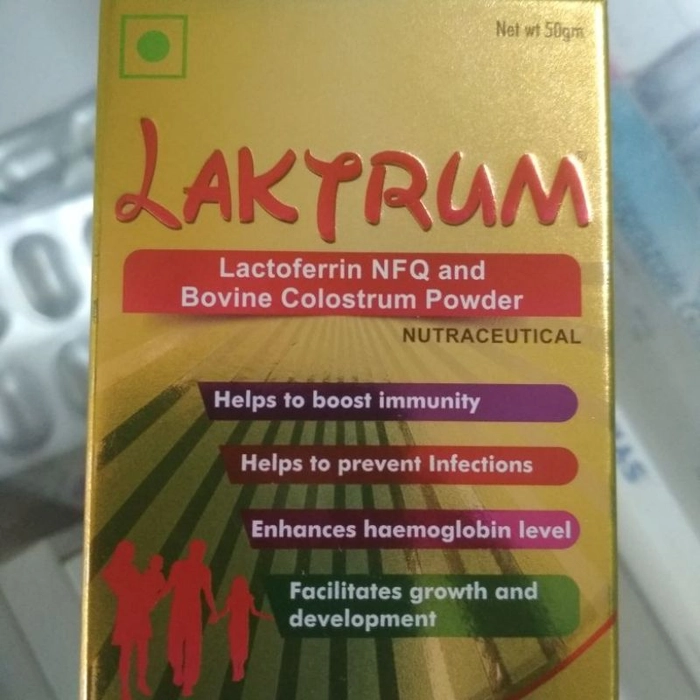 Net wt 50gm
LAKTRUM
Lactoferrin NFQ and
Bovine Colostrum Powder
NUTRACEUTICAL
Helps to boost immunity
Helps to prevent Infections
Enhances haemoglobin level
Facilitates growth and
development